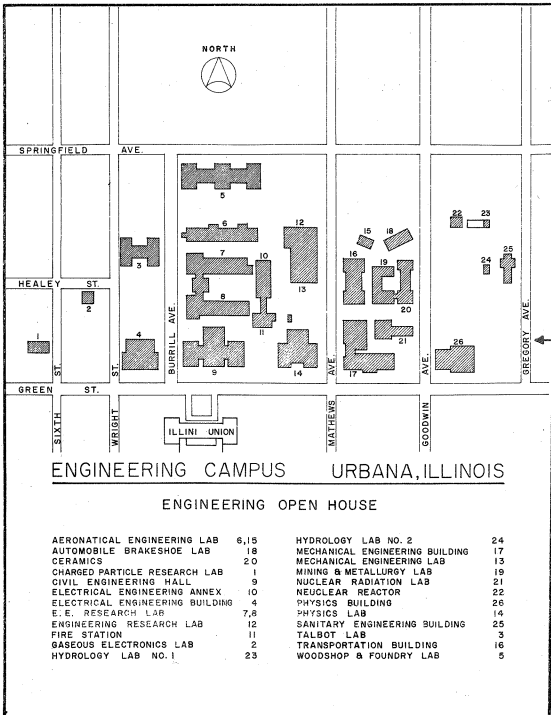 NORTH
SPRINGFIELD AVE.
5
6
12
15
18
22
23
3
7
10
16
19
24
25
HEALEY ST.
2
8
13
20
1
4
11
21
9
14
17
26
BURRILL AVE.
GREGORY AVE.
GREEN ST.
SIXTH ST.
WRIGHT ST.
MATHEWS AVE.
GOODWIN AVE.
ILLINI UNION
ENGINEERING CAMPUS URBANA, ILLINOIS
ENGINEERING OPEN HOUSE
AERONATICAL ENGINEERING LAB 6,15
AUTOMOBILE BRAKESHOE LAB 18
CERAMICS 20
CHARGED PARTICLE RESEARCH LAB 1
CIVIL ENGINEERING HALL 9
ELECTRICAL ENGINEERING ANNEX 10
ELECTRICAL ENGINEERING BUILDING 4
E.E. RESEARCH LAB 7,8
ENGINEERING RESEARCH LAB 12
FIRE STATION 11
GASEOUS ELECTRONICS LAB 2
HYDROLOGY LAB NO. 1 23
HYDROLOGY LAB NO. 2 24
MECHANICAL ENGINEERING BUILDING 17
MECHANICAL ENGINEERING LAB 13
MINING & METALLURGY LAB 19
NUCLEAR RADIATION LAB 21
NEUCLEAR REACTOR 22
PHYSICS BUILDING 26
PHYSICS LAB 14
SANITARY ENGINEERING BUILDING 25
TALBOT LAB 3
TRANSPORTATION BUILDING 16
WOODSHOP & FOUNDRY LAB 5